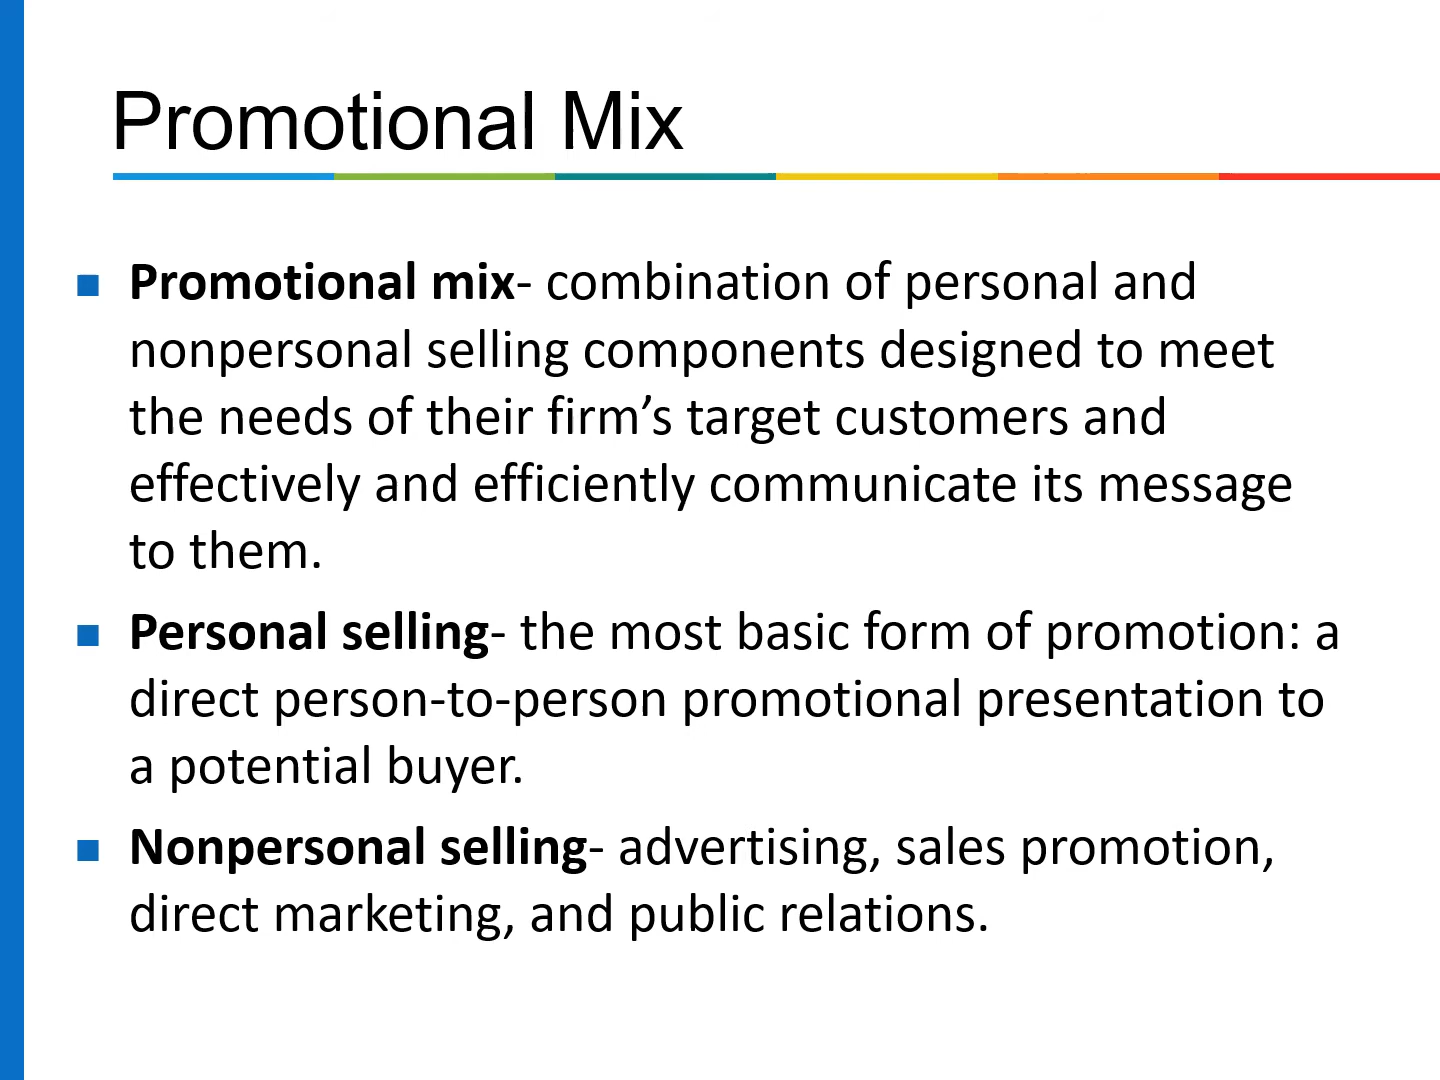 Promotional Mix
Promotional mix- combination of personal and
nonpersonal selling components designed to meet
the needs of their firm’s target customers and
effectively and efficiently communicate its message
to them.
Personal selling- the most basic form of promotion: a
direct person-to-person promotional presentation to
a potential buyer.
Nonpersonal selling- advertising, sales promotion,
direct marketing, and public relations.